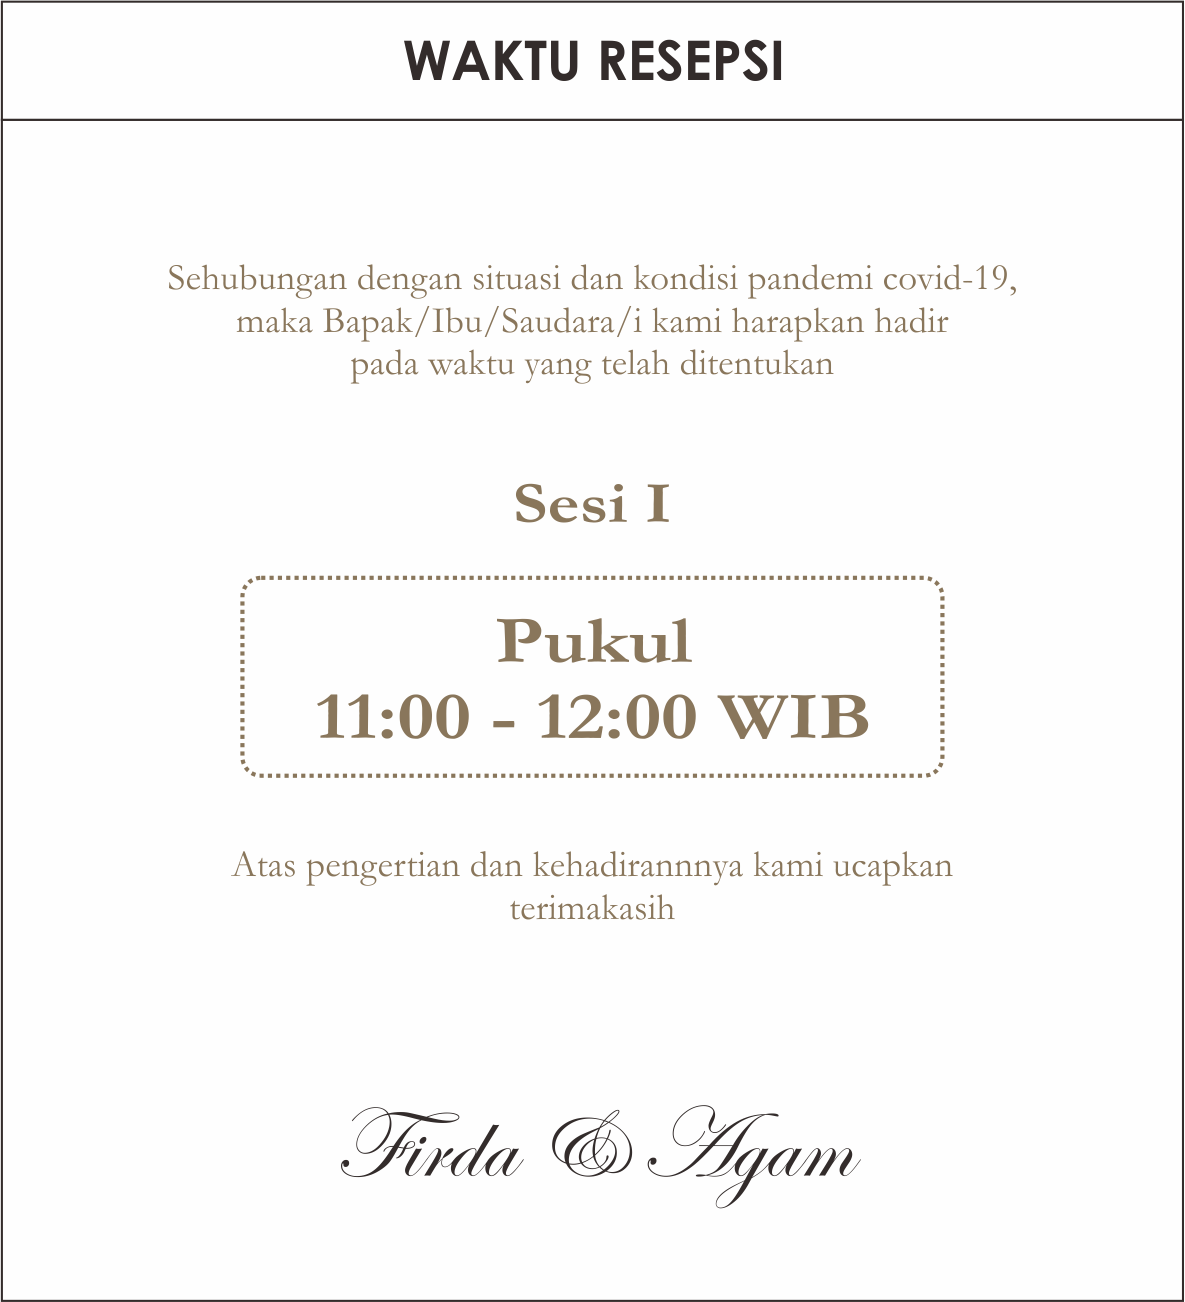 WAKTU RESEPSI
Sehubungan dengan situasi dan kondisi pandemi covid-19,
maka Bapak/Ibu/Saudara/i kami harapkan hadir
pada waktu yang telah ditentukan
Sesi I
Pukul
11:00 - 12:00 WIB
Atas pengertian dan kehadirannnya kami ucapkan
terimakasih
Firda & Agam